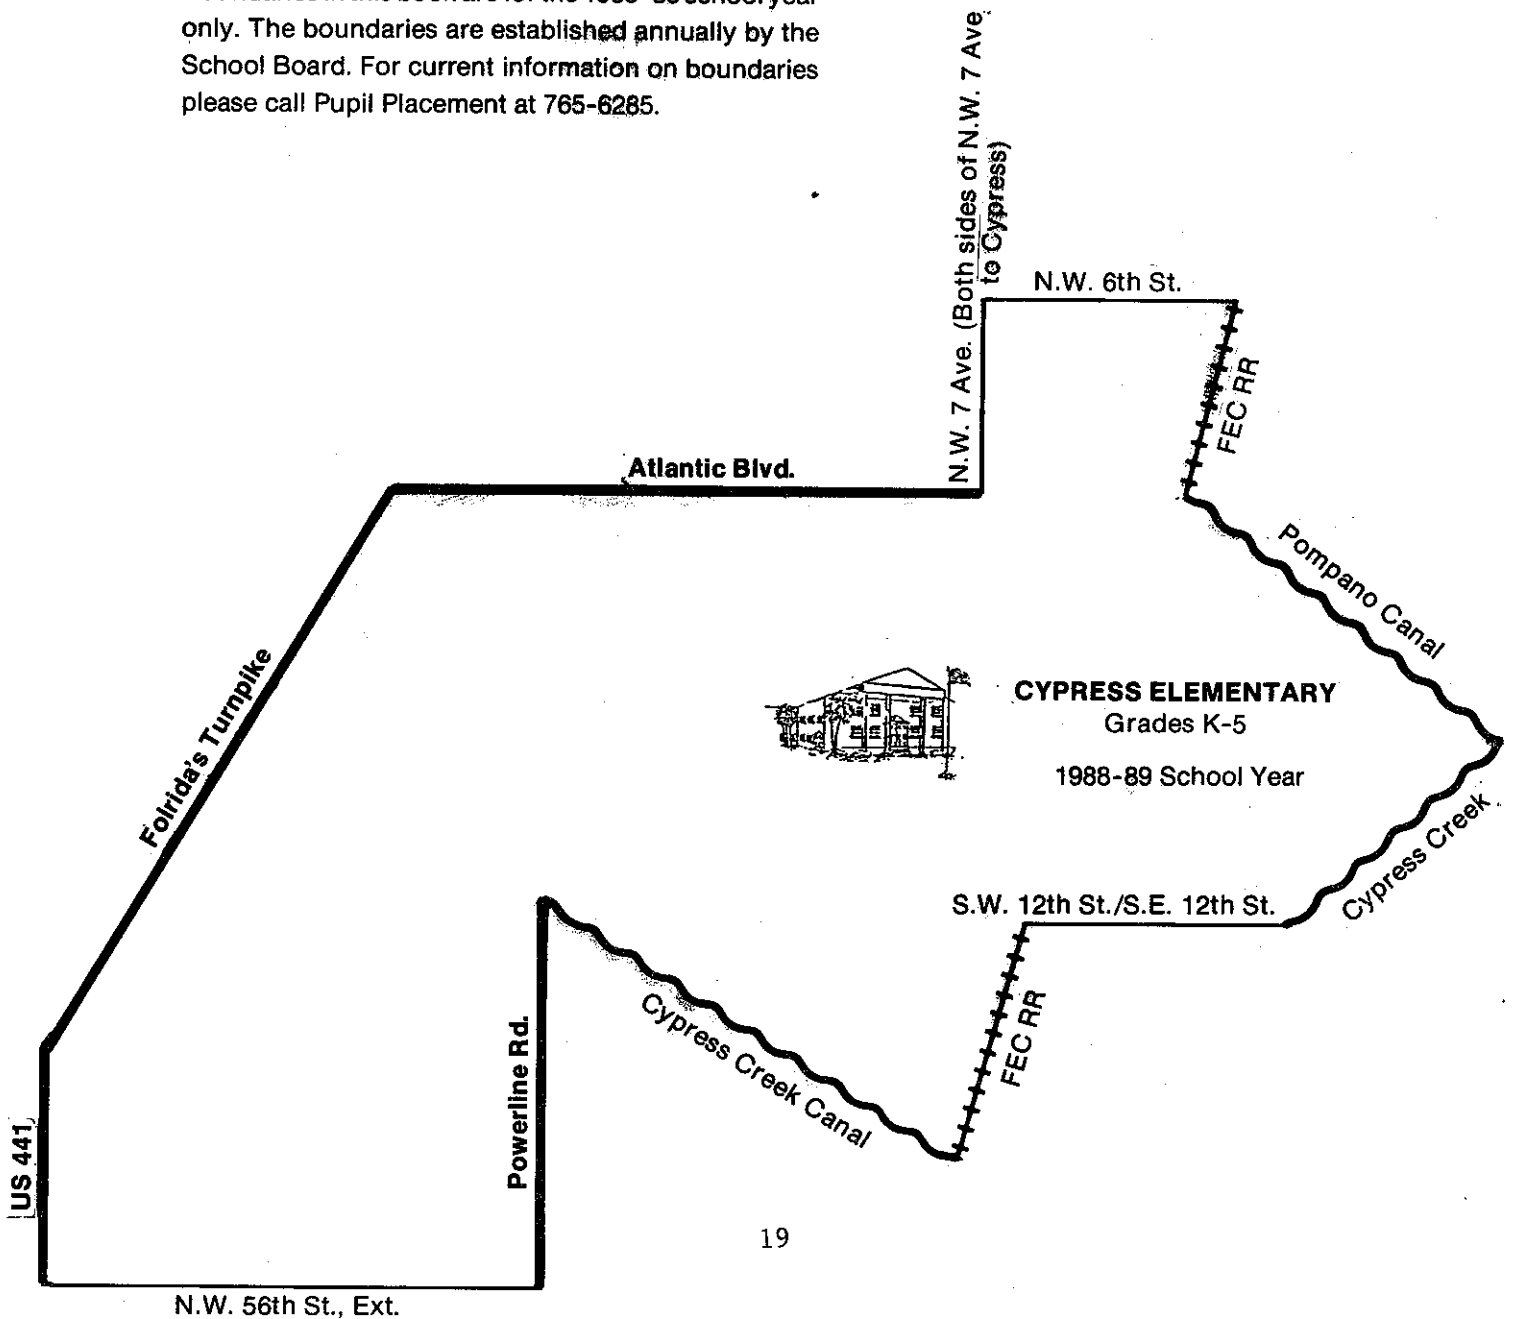 only. The boundaries are established annually by the
School Board. For current information on boundaries
please call Pupil Placement at 765-6285.
N.W. 7 Ave. (Both sides of N.W. 7 Ave
to Cypress)
N.W. 6th St.
FEC RR
Atlantic Blvd.
Pompano Canal
Folrida's Turnpike
CYPRESS ELEMENTARY
Grades K-5
1988-89 School Year
Cypress Creek
S.W. 12th St./S.E. 12th St.
FEC RR
Cypress Creek Canal
Powerline Rd.
US 441
19
N.W. 56th St., Ext.